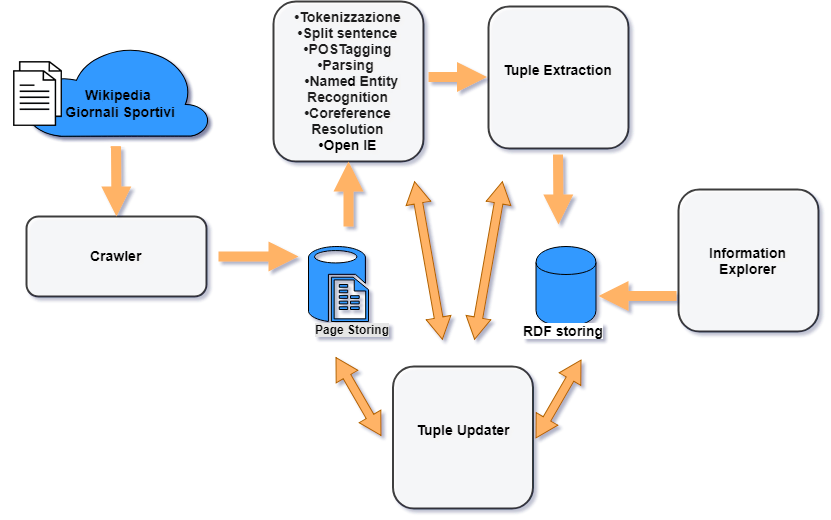 •Tokenizzazione
•Split sentence
•POSTagging
•Parsing
•Named Entity
Recognition
•Coreference
Resolution
•Open IE
Tuple Extraction
Wikipedia
Giornali Sportivi
Crawler
Page Storing
RDF storing
Information
Explorer
Tuple Updater